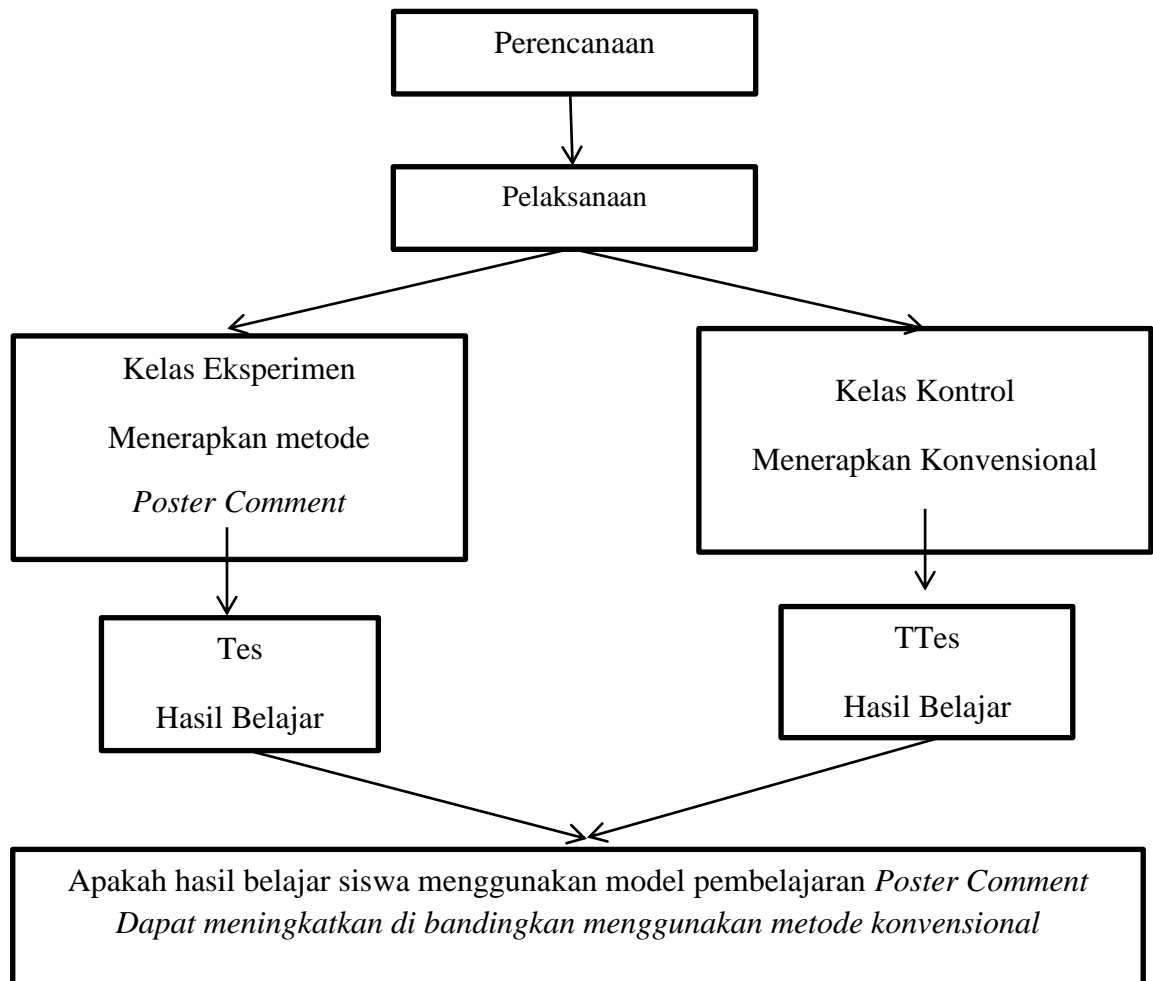 Perencanaan
Pelaksanaan
Kelas Eksperimen
Menerapkan metode
Poster Comment
Kelas Kontrol
Menerapkan Konvensional
Tes
Hasil Belajar
TTes
Hasil Belajar
Apakah hasil belajar siswa menggunakan model pembelajaran Poster Comment
Dapat meningkatkan di bandingkan menggunakan metode konvensional